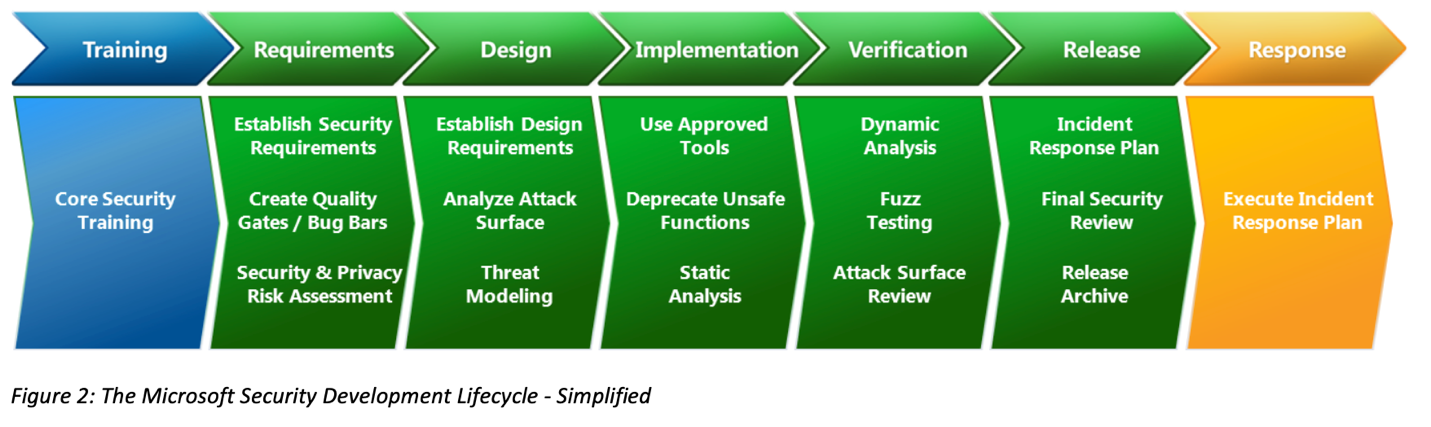 Training
Requirements
Design
Implementation
Verification
Release
Response
Core Security
Training
Establish Security
Requirements
Create Quality
Gates / Bug Bars
Security & Privacy
Risk Assessment
Establish Design
Requirements
Analyze Attack
Surface
Threat
Modeling
Use Approved
Tools
Deprecate Unsafe
Functions
Static
Analysis
Dynamic
Analysis
Fuzz
Testing
Attack Surface
Review
Incident
Response Plan
Final Security
Review
Release
Archive
Execute Incident
Response Plan
Figure 2: The Microsoft Security Development Lifecycle - Simplified